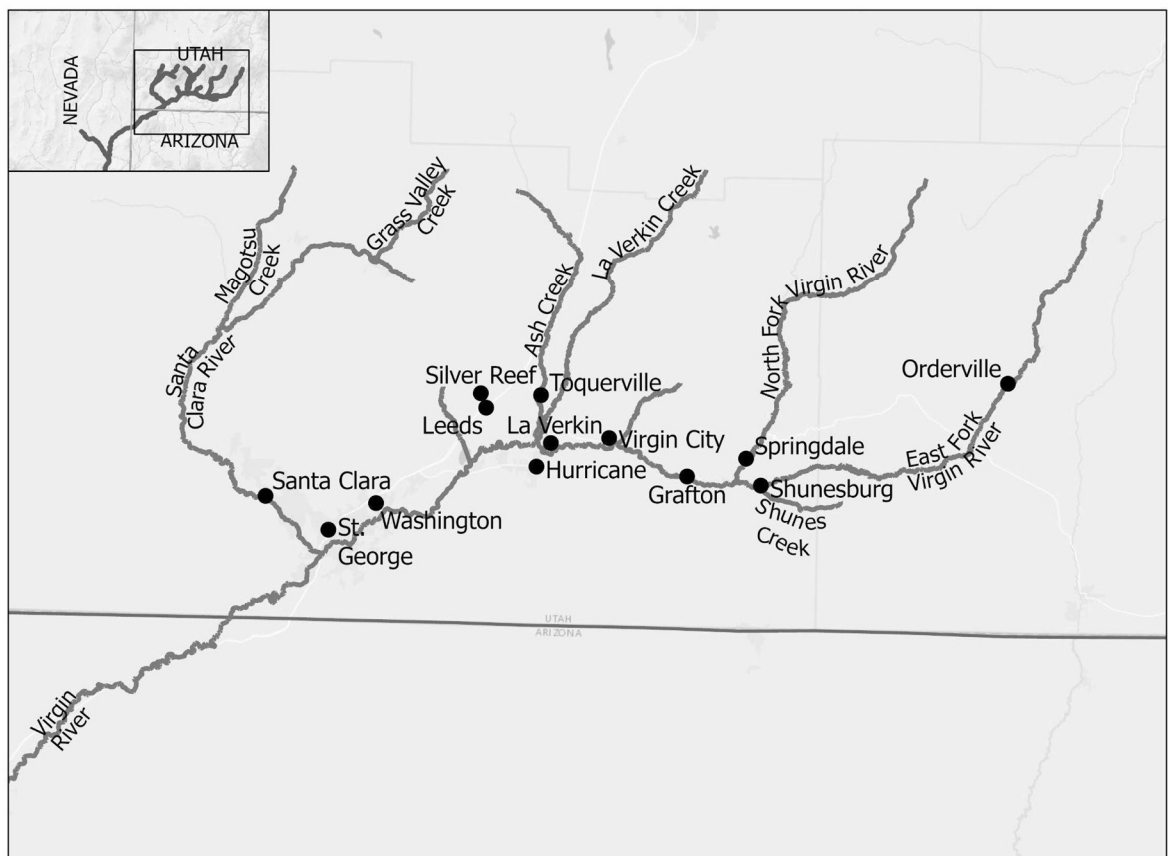 UTAH
NEVADA
ARIZONA
Grass Valley
Creek
Magotsu
Creek
La Verkin Creek
Ash Creek
North Fork Virgin River
Santa
Clara River
Silver Reef
Toquerville
Orderville
Leeds
La Verkin
Virgin City
Springdale
East Fork
Virgin River
Hurricane
Santa Clara
Grafton
Shunesburg
Shunes
Creek
Washington
St.
George
UTAH
ARIZONA
Virgin
River